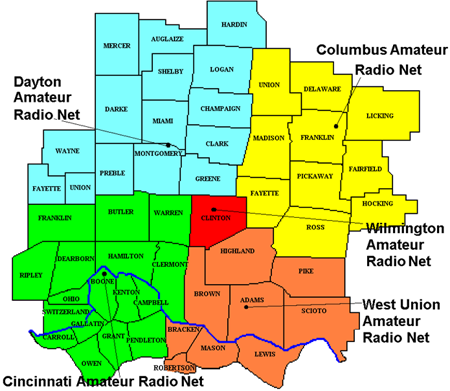 HARDIN
MERCER
AUGLAIZE
Columbus Amateur
Radio Net
SHELBY
LOGAN
Dayton
Amateur
Radio Net
UNION
DELAWARE
LICKING
DARKE
CHAMPAIGN
MIAMI
FRANKLIN
MADISON
CLARK
WAYNE
MONTGOMERY
PREBLE
FAIRFIELD
PICKAWAY
GREENE
FAYETTE
UNION
FAYETTE
HOCKING
FRANKLIN
BUTLER
WARREN
CLINTON
ROSS
Wilmington
Amateur
Radio Net
HIGHLAND
DEARBORN
HAMILTON
CLERMONT
RIPLEY
PIKE
BOONE
KENTON
BROWN
OHIO
CAMPBELL
ADAMS
SCIOTO
West Union
Amateur
Radio Net
SWITZERLAND
GALLATIN
CARROLL
GRANT
PENDLETON
BRACKEN
MASON
LEWIS
OWEN
ROBERTSON
Cincinnati Amateur Radio Net